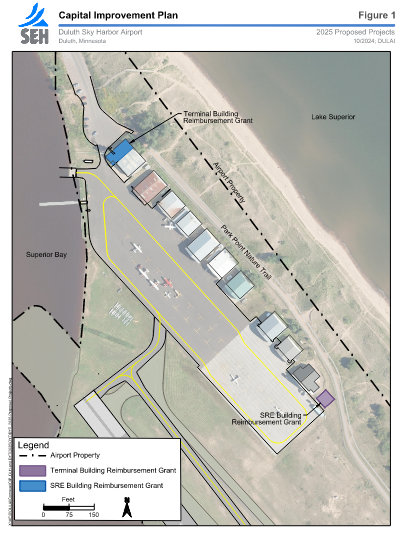 SEH
Capital Improvement Plan
Duluth Sky Harbor Airport
Duluth, Minnesota
Figure 1
2025 Proposed Projects
10/2024; DULAI
Terminal Building
Reimbursement Grant
Lake Superior
Airport Property
Park Point Nature Trail
Superior Bay
SRE Building
Reimbursement Grant
Legend
Airport Property
Terminal Building Reimbursement Grant
SRE Building Reimbursement Grant
Feet
0 75 150
N